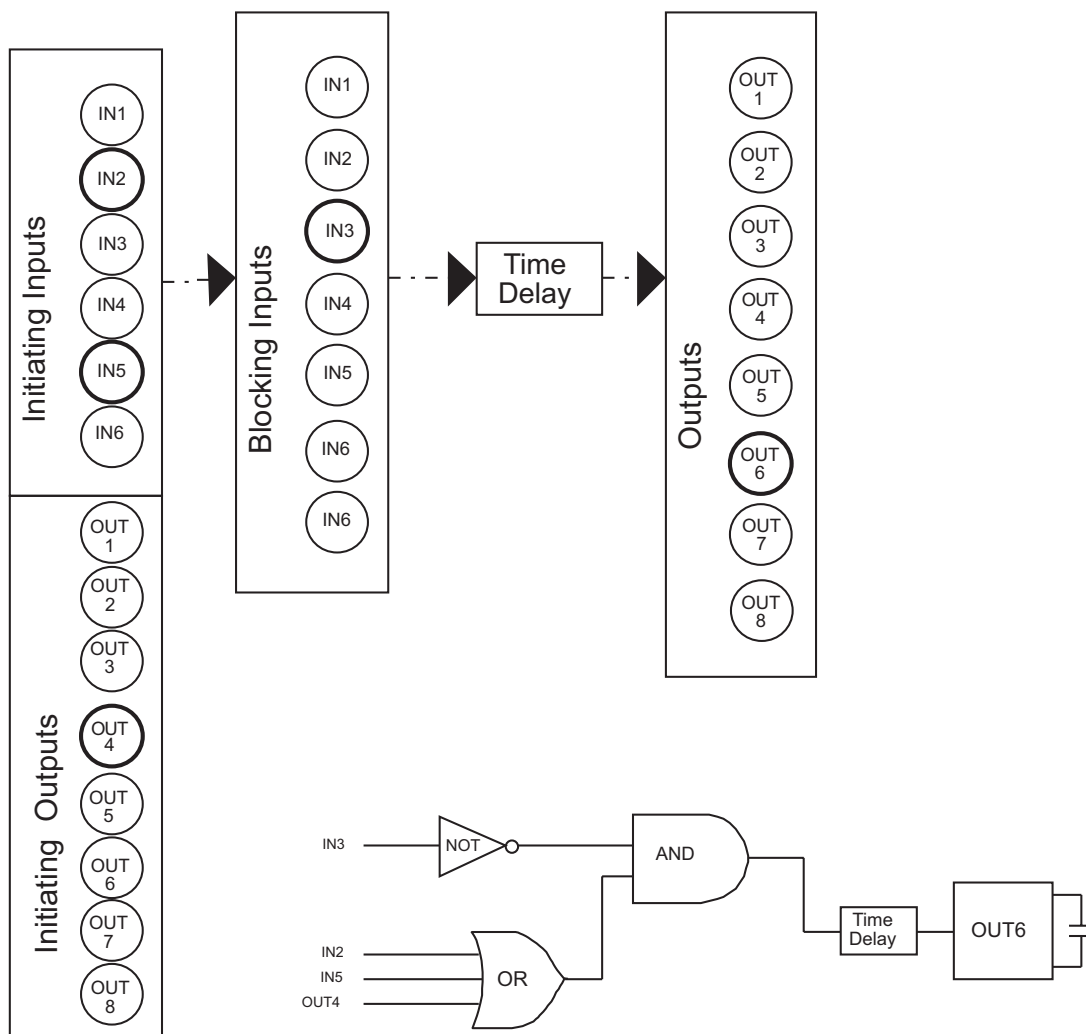 Initiating Inputs
IN1
IN2
IN3
IN4
IN5
IN6
Initiating Outputs
OUT
1
OUT
2
OUT
3
OUT
4
OUT
5
OUT
6
OUT
7
OUT
8
Blocking Inputs
IN1
IN2
IN3
IN4
IN5
IN6
IN6
Time
Delay
Outputs
OUT
1
OUT
2
OUT
3
OUT
4
OUT
5
OUT
6
OUT
7
OUT
8
IN3
NOT
AND
IN2
IN5
OUT4
OR
Time
Delay
OUT6